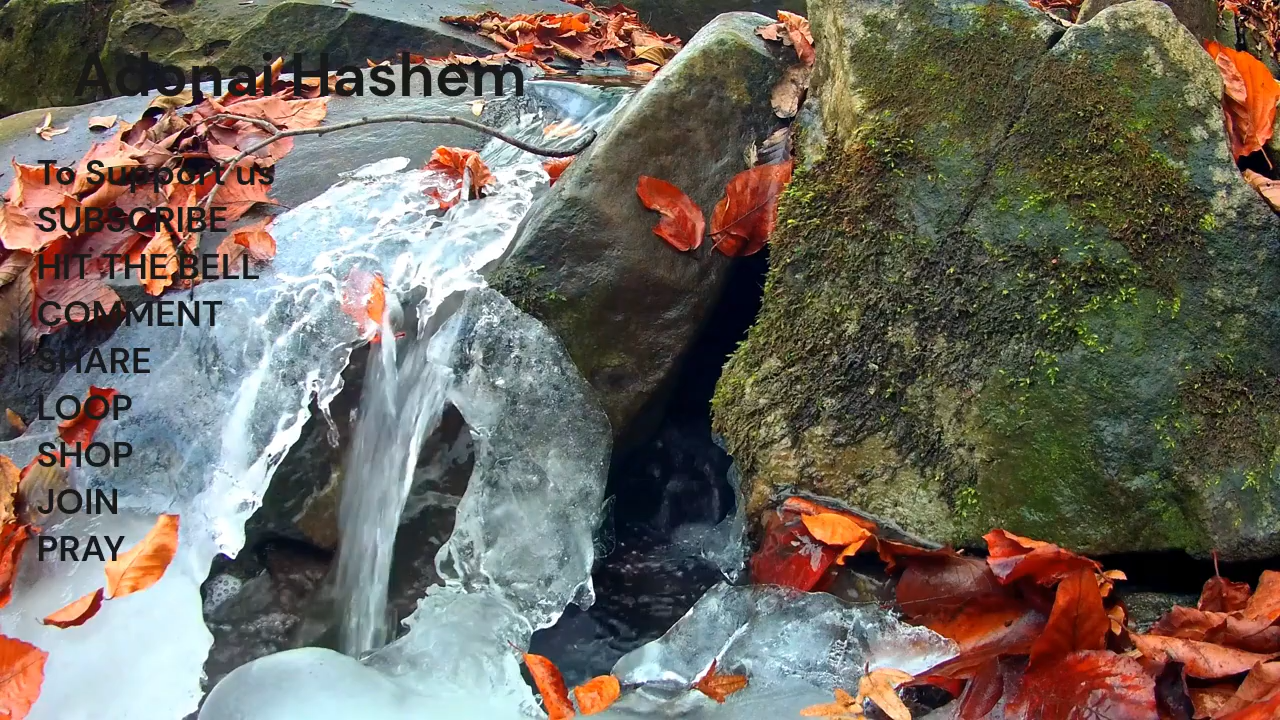 Adonai Hashem
To Support us
SUBSCRIBE
HIT THE BELL
COMMENT
SHARE
LOOP
SHOP
JOIN
PRAY